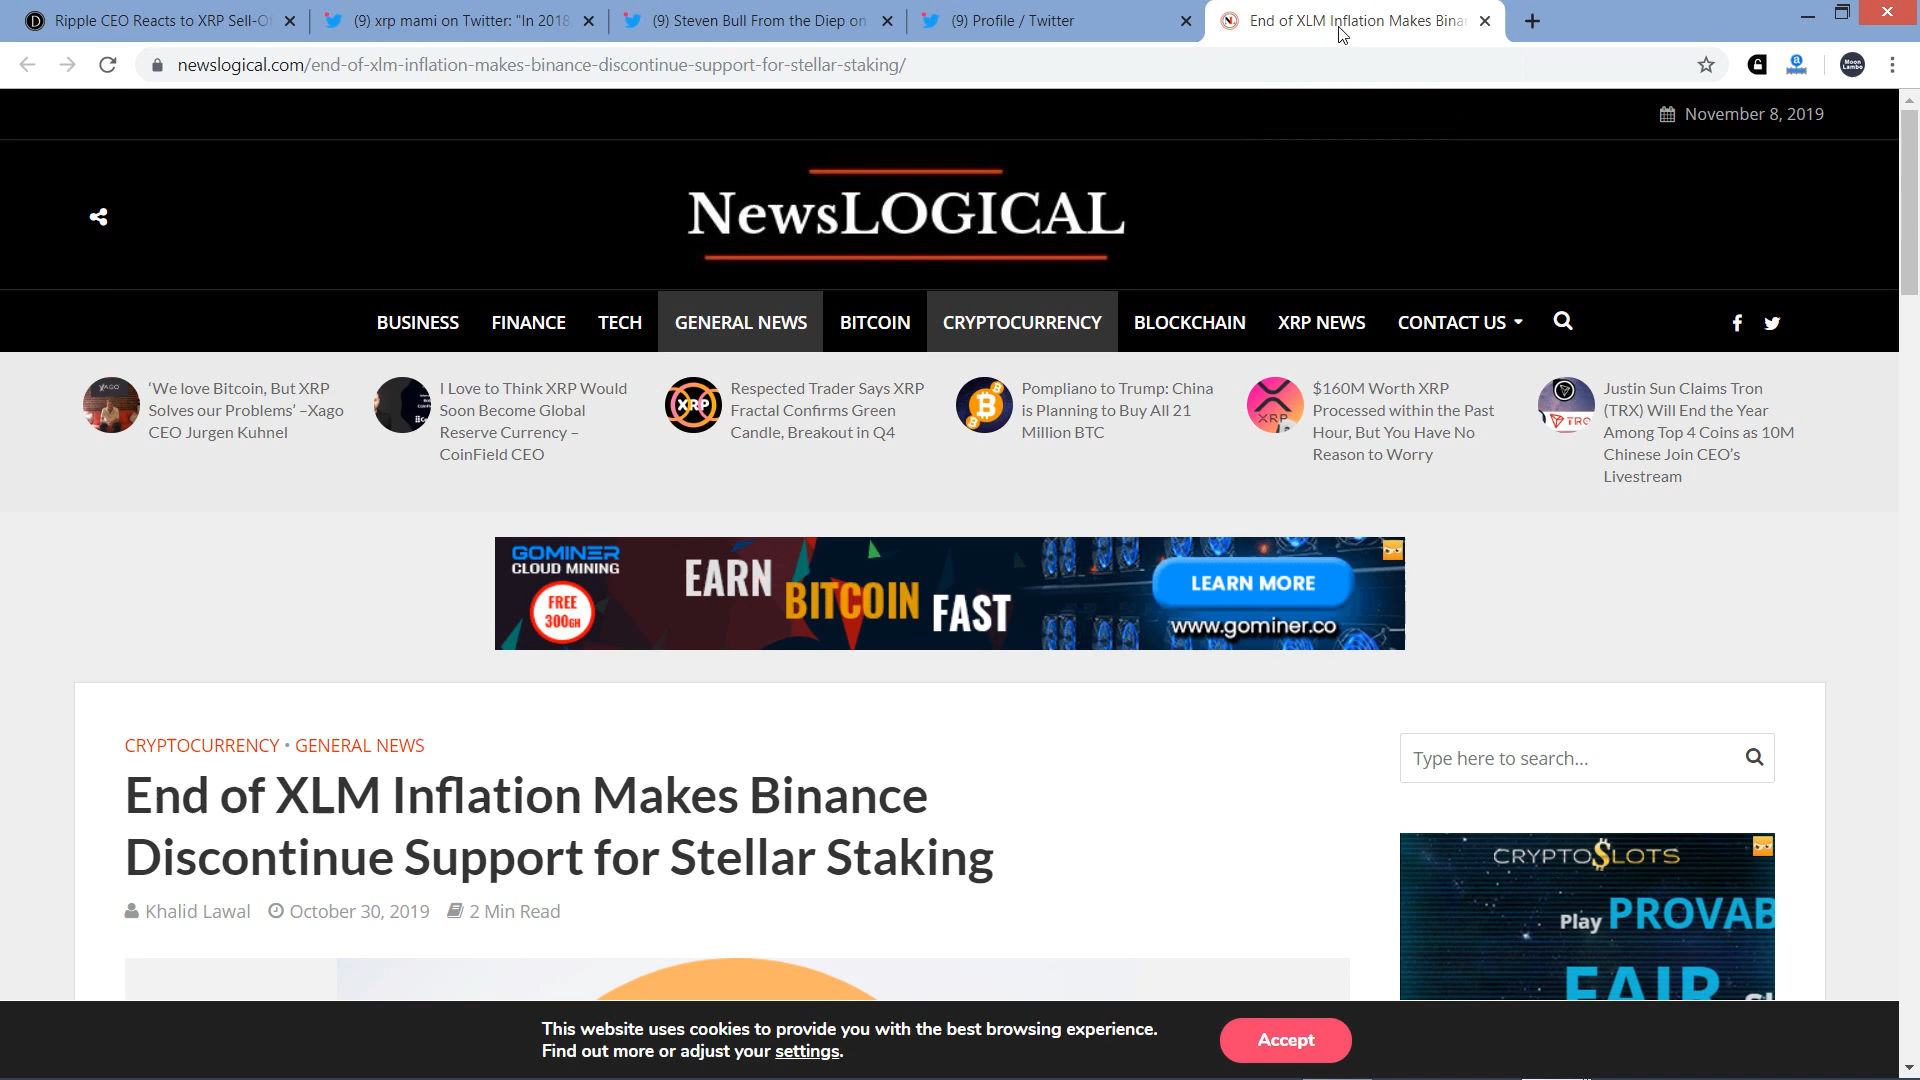 Ripple CEO Reacts to XRP Sell-Of
(9) xrp mami on Twitter: "In 2018,
(9) Steven Bull From the Diep on
(9) Profile / Twitter
End of XLM Inflation Makes Binan
newslogical.com/end-of-xlm-inflation-makes-binance-discontinue-support-for-stellar-staking/
Moon
Lambo
November 8, 2019
NewsLOGICAL
BUSINESS
FINANCE
TECH
GENERAL NEWS
BITCOIN
CRYPTOCURRENCY
BLOCKCHAIN
XRP NEWS
CONTACT US
XAGO
‘We love Bitcoin, But XRP
Solves our Problems’ –Xago
CEO Jurgen Kuhnel
I Love to Think XRP Would
Soon Become Global
Reserve Currency –
CoinField CEO
XRP
Respected Trader Says XRP
Fractal Confirms Green
Candle, Breakout in Q4
Pompliano to Trump: China
is Planning to Buy All 21
Million BTC
XRP
$160M Worth XRP
Processed within the Past
Hour, But You Have No
Reason to Worry
TRO
Justin Sun Claims Tron
(TRX) Will End the Year
Among Top 4 Coins as 10M
Chinese Join CEO’s
Livestream
GOMINER
CLOUD MINING
FREE
300GH
EARN BITCOIN FAST
LEARN MORE
www.gominer.co
CRYPTOCURRENCY • GENERAL NEWS
End of XLM Inflation Makes Binance
Discontinue Support for Stellar Staking
Khalid Lawal
October 30, 2019
2 Min Read
Type here to search...
CRYPTO$LOTS
Play PROVAB
FAIR
This website uses cookies to provide you with the best browsing experience.
Find out more or adjust your settings.
Accept